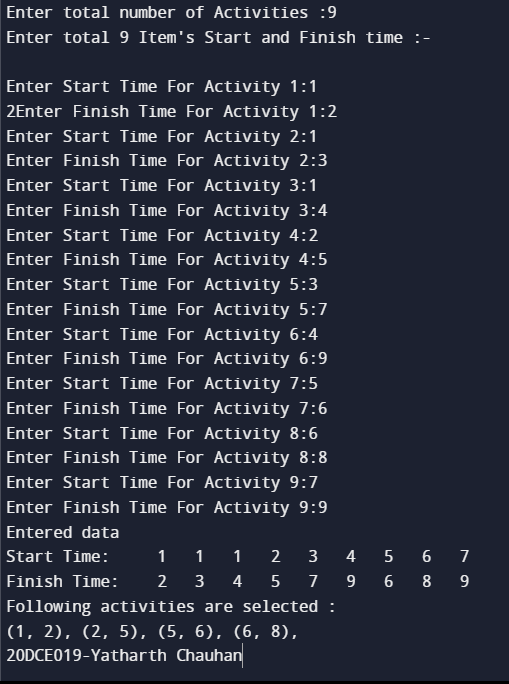 Enter total number of Activities :9
Enter total 9 Item's Start and Finish time :-
Enter Start Time For Activity 1:1
2Enter Finish Time For Activity 1:2
Enter Start Time For Activity 2:1
Enter Finish Time For Activity 2:3
Enter Start Time For Activity 3:1
Enter Finish Time For Activity 3:4
Enter Start Time For Activity 4:2
Enter Finish Time For Activity 4:5
Enter Start Time For Activity 5:3
Enter Finish Time For Activity 5:7
Enter Start Time For Activity 6:4
Enter Finish Time For Activity 6:9
Enter Start Time For Activity 7:5
Enter Finish Time For Activity 7:6
Enter Start Time For Activity 8:6
Enter Finish Time For Activity 8:8
Enter Start Time For Activity 9:7
Enter Finish Time For Activity 9:9
Entered data
Start Time: 1 1 1 2 3 4 5 6 7
Finish Time: 2 3 4 5 7 9 6 8 9
Following activities are selected :
(1, 2), (2, 5), (5, 6), (6, 8),
20DCE019-Yatharth Chauhan